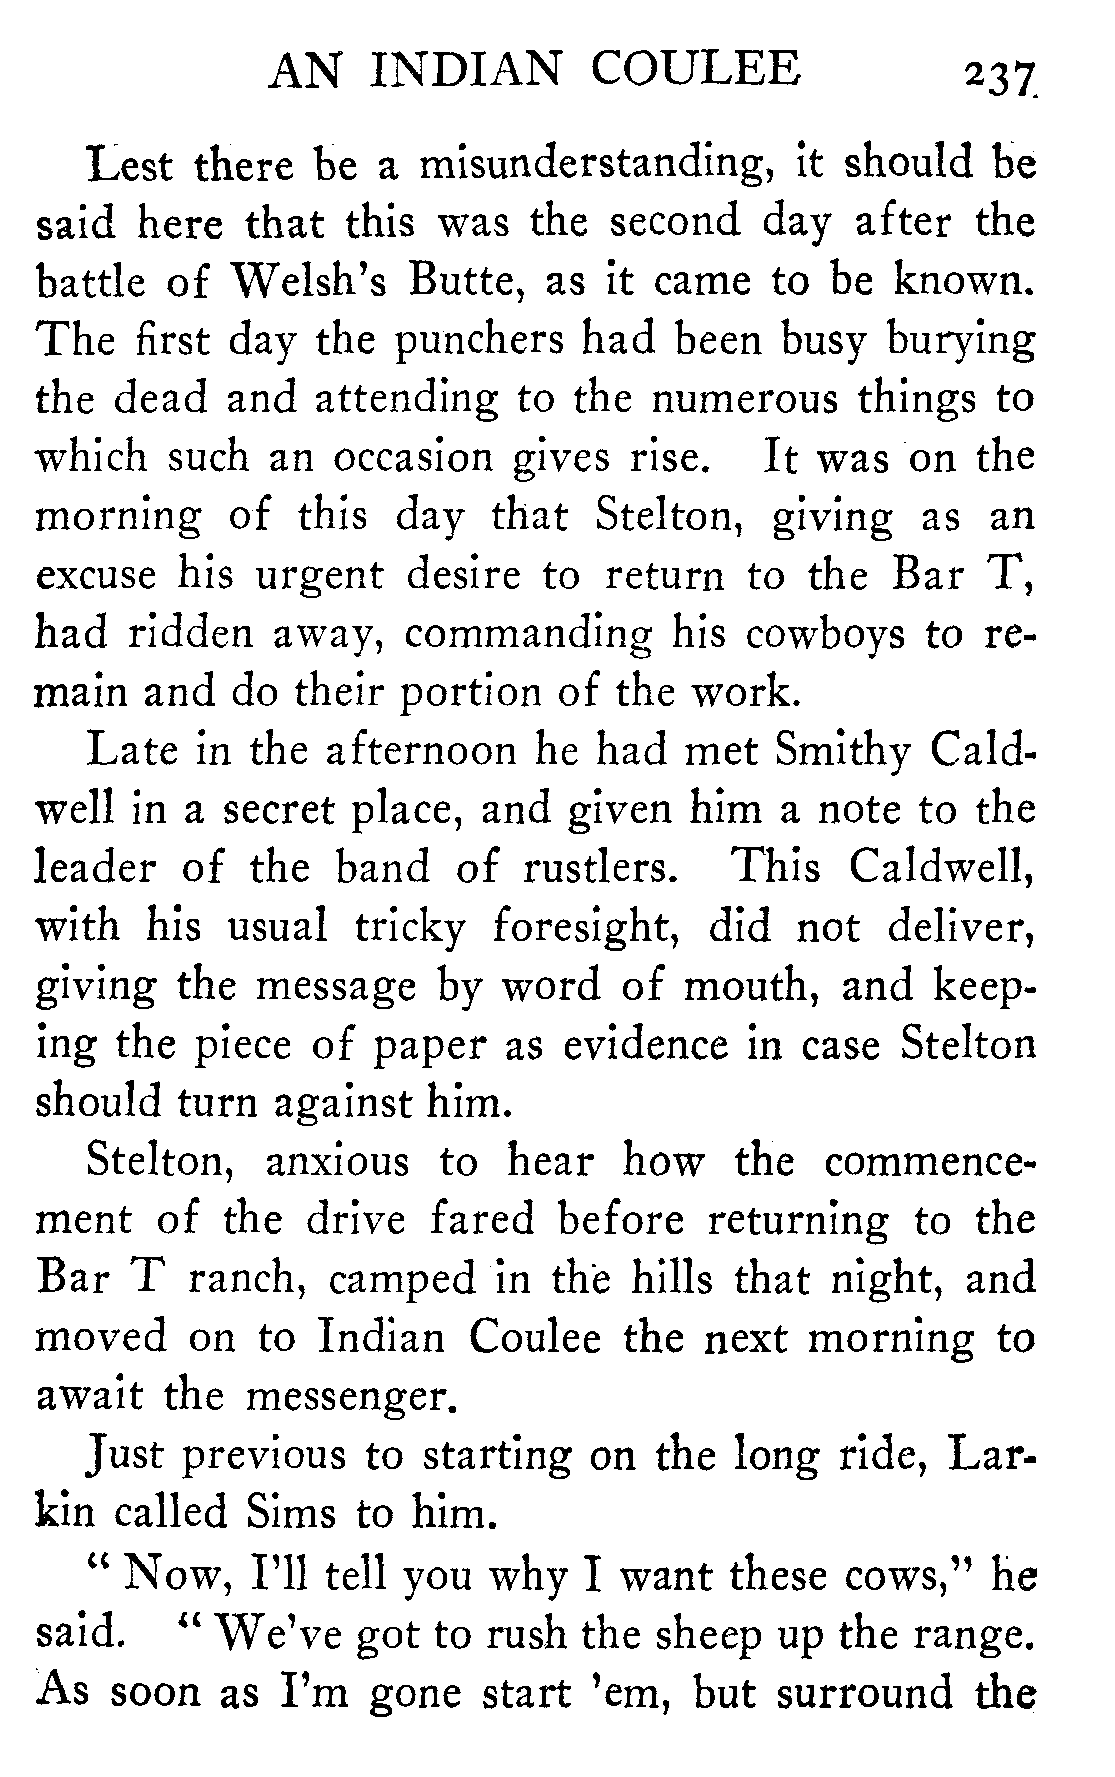 AN INDIAN COULEE 237
Lest there be a misunderstanding, it should be
said here that this was the second day after the
battle of Welsh's Butte, as it came to be known.
The first day the punchers had been busy burying
the dead and attending to the numerous things to
which such an occasion gives rise. It was on the
morning of this day that Stelton, giving as an
excuse his urgent desire to return to the Bar T,
had ridden away, commanding his cowboys to re-
main and do their portion of the work.
Late in the afternoon he had met Smithy Cald-
well in a secret place, and given him a note to the
leader of the band of rustlers. This Caldwell,
with his usual tricky foresight, did not deliver,
giving the message by word of mouth, and keep-
ing the piece of paper as evidence in case Stelton
should turn against him.
Stelton, anxious to hear how the commence-
ment of the drive fared before returning to the
Bar T ranch, camped in the hills that night, and
moved on to Indian Coulee the next morning to
await the messenger.
Just previous to starting on the long ride, Lar-
kin called Sims to him.
“ Now, I'll tell you why I want these cows,” he
said. “ We've got to rush the sheep up the range.
As soon as I'm gone start 'em, but surround the